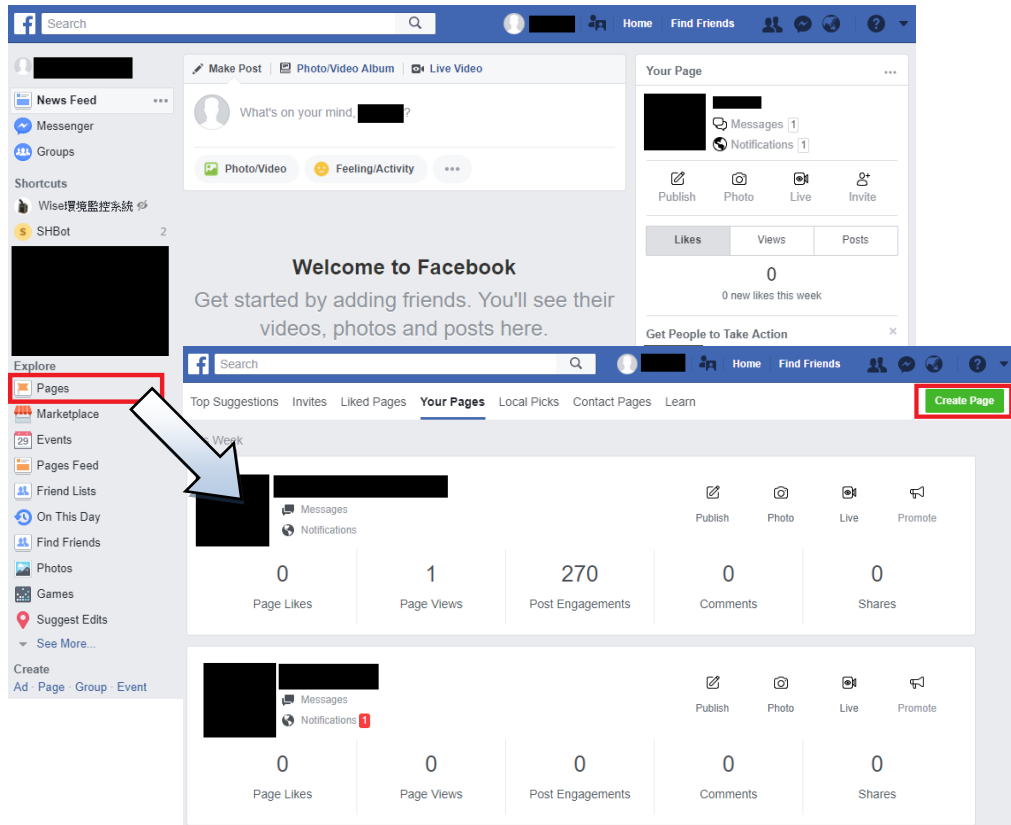 Search
Home Find Friends
News Feed
Messenger
Groups
Shortcuts
Wise環境監控系統
SHBot 2
Explore
Pages
Marketplace
29 Events
Pages Feed
Friend Lists
On This Day
Find Friends
Photos
Games
Suggest Edits
See More...
Create
Ad · Page · Group · Event
Make Post Photo/Video Album Live Video
What's on your mind, ?
Photo/Video Feeling/Activity
Welcome to Facebook
Get started by adding friends. You'll see their
videos, photos and posts here.
Your Page
Messages 1
Notifications 1
Publish Photo Live Invite
Likes Views Posts
0
0 new likes this week
Get People to Take Action
Search
Home Find Friends
Top Suggestions Invites Liked Pages Your Pages Local Picks Contact Pages Learn
Create Page
Week
Messages
Notifications
Publish Photo Live Promote
0 1 270 0 0
Page Likes Page Views Post Engagements Comments Shares
Messages
Notifications 1
Publish Photo Live Promote
0 0 0 0 0
Page Likes Page Views Post Engagements Comments Shares